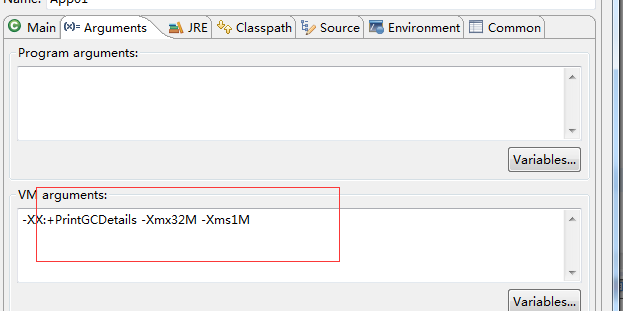 Name: App01
Main (x)= Arguments JRE Classpath Source Environment Common
Program arguments:
Variables...
VM arguments:
-XX:+PrintGCDetails -Xmx32M -Xms1M
Variables...